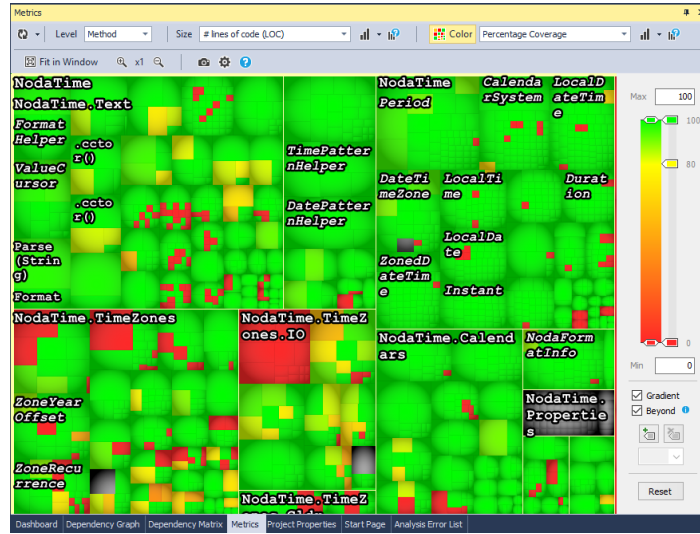 Metrics
Level Method Size # lines of code (LOC) Color Percentage Coverage
Fit in Window x1
NodaTime
NodaTime.Text
Format
Helper
ValueC
ursor
.ccto
r()
.ccto
r()
Parse
(Strin
g)
Format
TimePatter
nHelper
DatePatter
nHelper
NodaTime
Period
Calenda
rSystem
LocalD
ateTim
e
DateTi
meZone
LocalTi
me
Durat
ion
ZonedD
ateTim
e
LocalDa
te
Instant
NodaTime.TimeZones
ZoneYear
Offset
ZoneRecu
rrence
NodaTime.TimeZ
ones.IO
NodaTime.TimeZ
NodaTime.Calend
ars
NodaForm
atInfo
NodaTime.
Propertie
s
Max 100
100
80
0
Min 0
Gradient
Beyond
Reset
Dashboard Dependency Graph Dependency Matrix Metrics Project Properties Start Page Analysis Error List